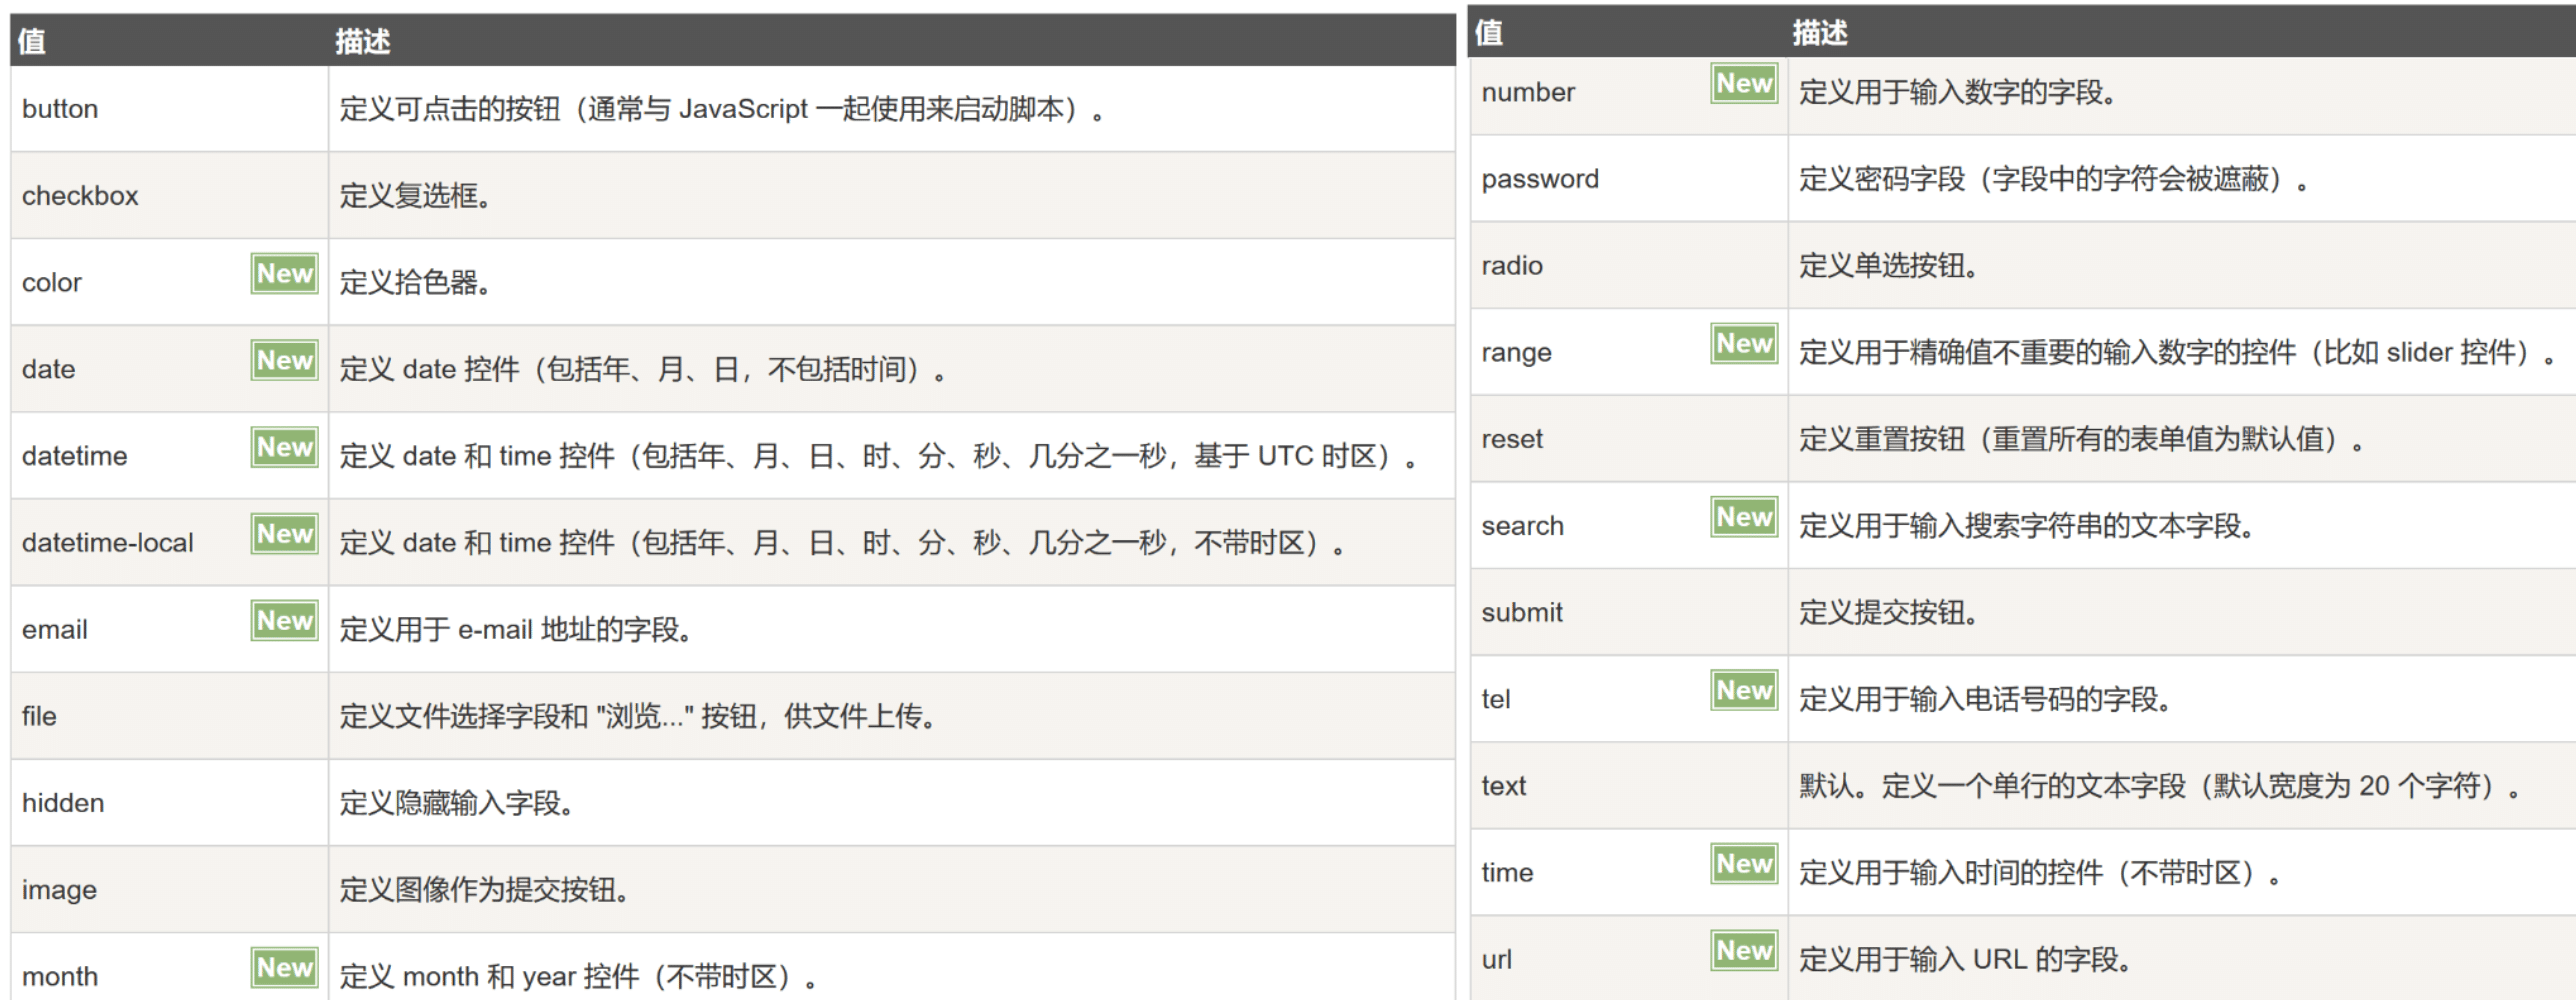 值 描述
button 定义可点击的按钮（通常与 JavaScript 一起使用来启动脚本）。
checkbox 定义复选框。
color New 定义拾色器。
date New 定义 date 控件（包括年、月、日，不包括时间）。
datetime New 定义 date 和 time 控件（包括年、月、日、时、分、秒、几分之一秒，基于 UTC 时区）。
datetime-local New 定义 date 和 time 控件（包括年、月、日、时、分、秒、几分之一秒，不带时区）。
email New 定义用于 e-mail 地址的字段。
file 定义文件选择字段和 "浏览..." 按钮，供文件上传。
hidden 定义隐藏输入字段。
image 定义图像作为提交按钮。
month New 定义 month 和 year 控件（不带时区）。
值 描述
number New 定义用于输入数字的字段。
password 定义密码字段（字段中的字符会被遮蔽）。
radio 定义单选按钮。
range New 定义用于精确值不重要的输入数字的控件（比如 slider 控件）。
reset 定义重置按钮（重置所有的表单值为默认值）。
search New 定义用于输入搜索字符串的文本字段。
submit 定义提交按钮。
tel New 定义用于输入电话号码的字段。
text 默认。定义一个单行的文本字段（默认宽度为 20 个字符）。
time New 定义用于输入时间的控件（不带时区）。
url New 定义用于输入 URL 的字段。